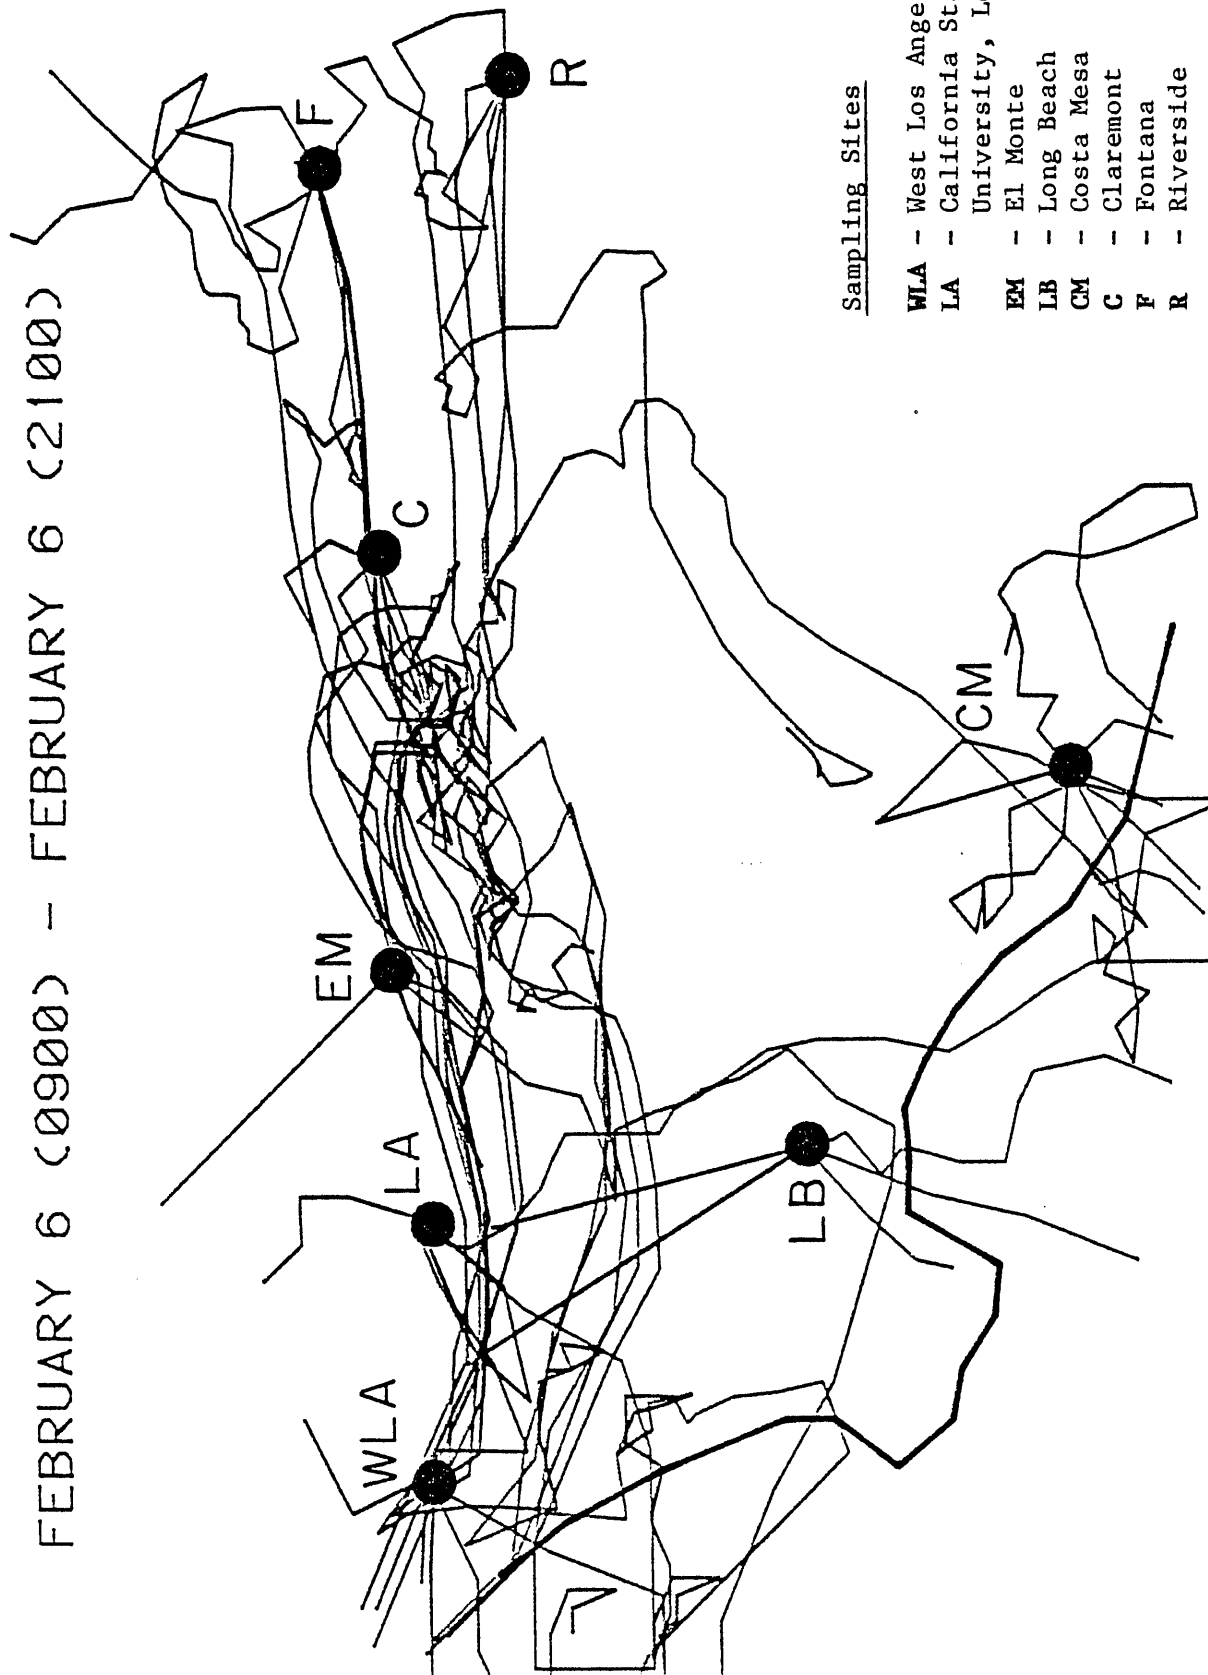 FEBRUARY 6 (0900) - FEBRUARY 6 (2100)
F
R
C
EM
LA
WLA
CM
LB
Sampling Sites
WLA - West Los Ange
LA - California St
University, L
EM - El Monte
LB - Long Beach
CM - Costa Mesa
C - Claremont
F - Fontana
R - Riverside